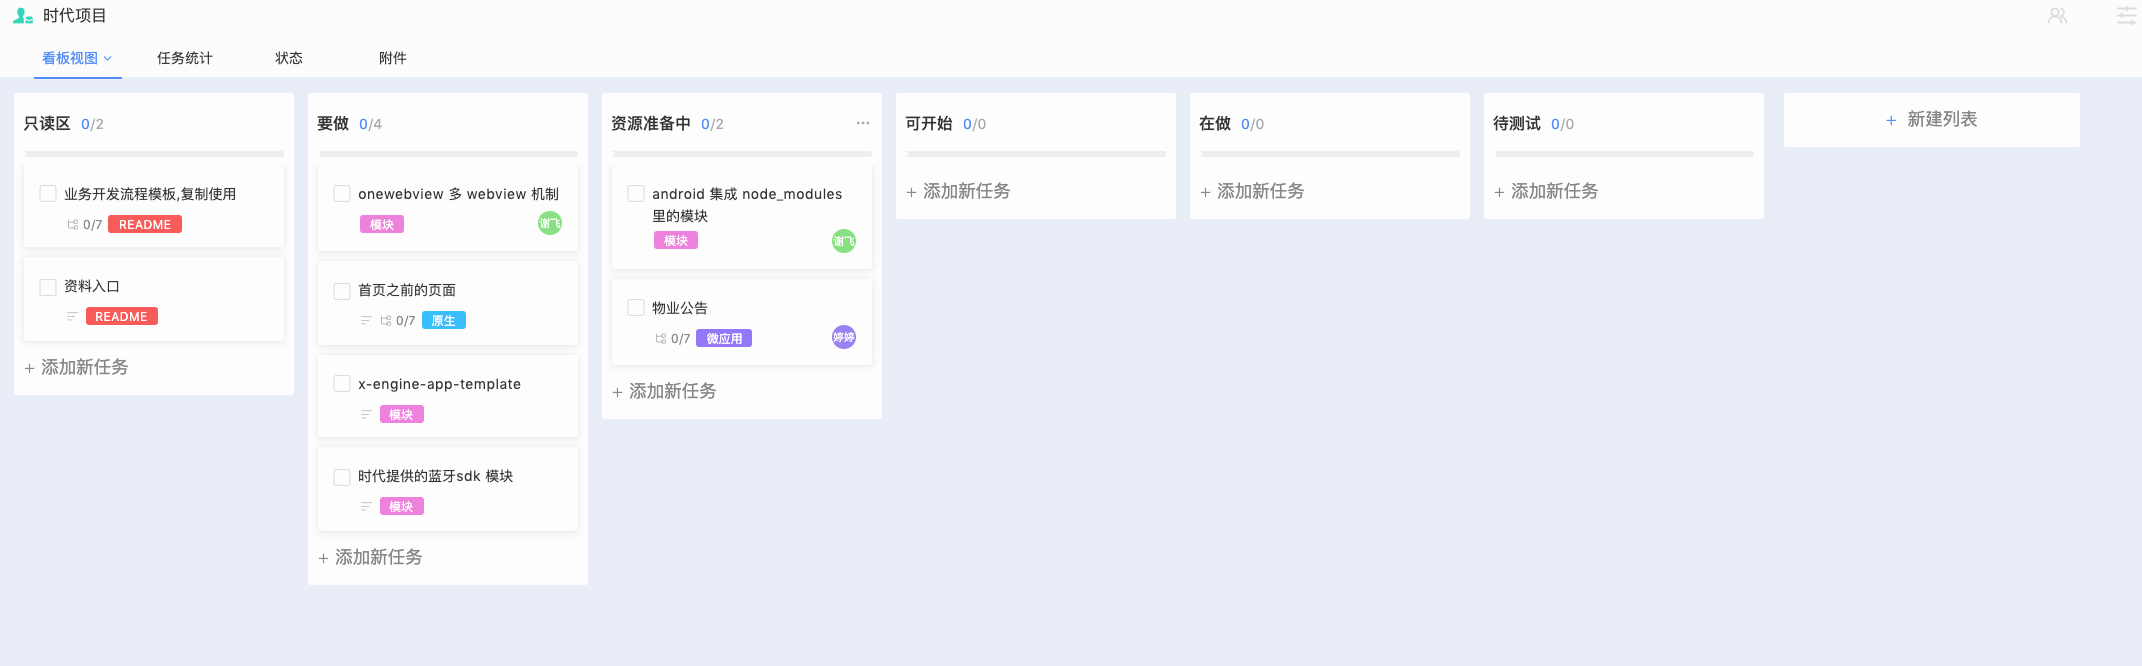 时代项目
看板视图
任务统计
状态
附件
只读区 0/2
业务开发流程模板,复制使用
0/7 README
资料入口
README
+ 添加新任务
要做 0/4
onewebview 多 webview 机制
模块 谢飞
首页之前的页面
0/7 原生
x-engine-app-template
模块
时代提供的蓝牙sdk 模块
模块
+ 添加新任务
资源准备中 0/2 ...
android 集成 node_modules
里的模块
模块 谢飞
物业公告
0/7 微应用 婷婷
+ 添加新任务
可开始 0/0
+ 添加新任务
在做 0/0
+ 添加新任务
待测试 0/0
+ 添加新任务
+ 新建列表